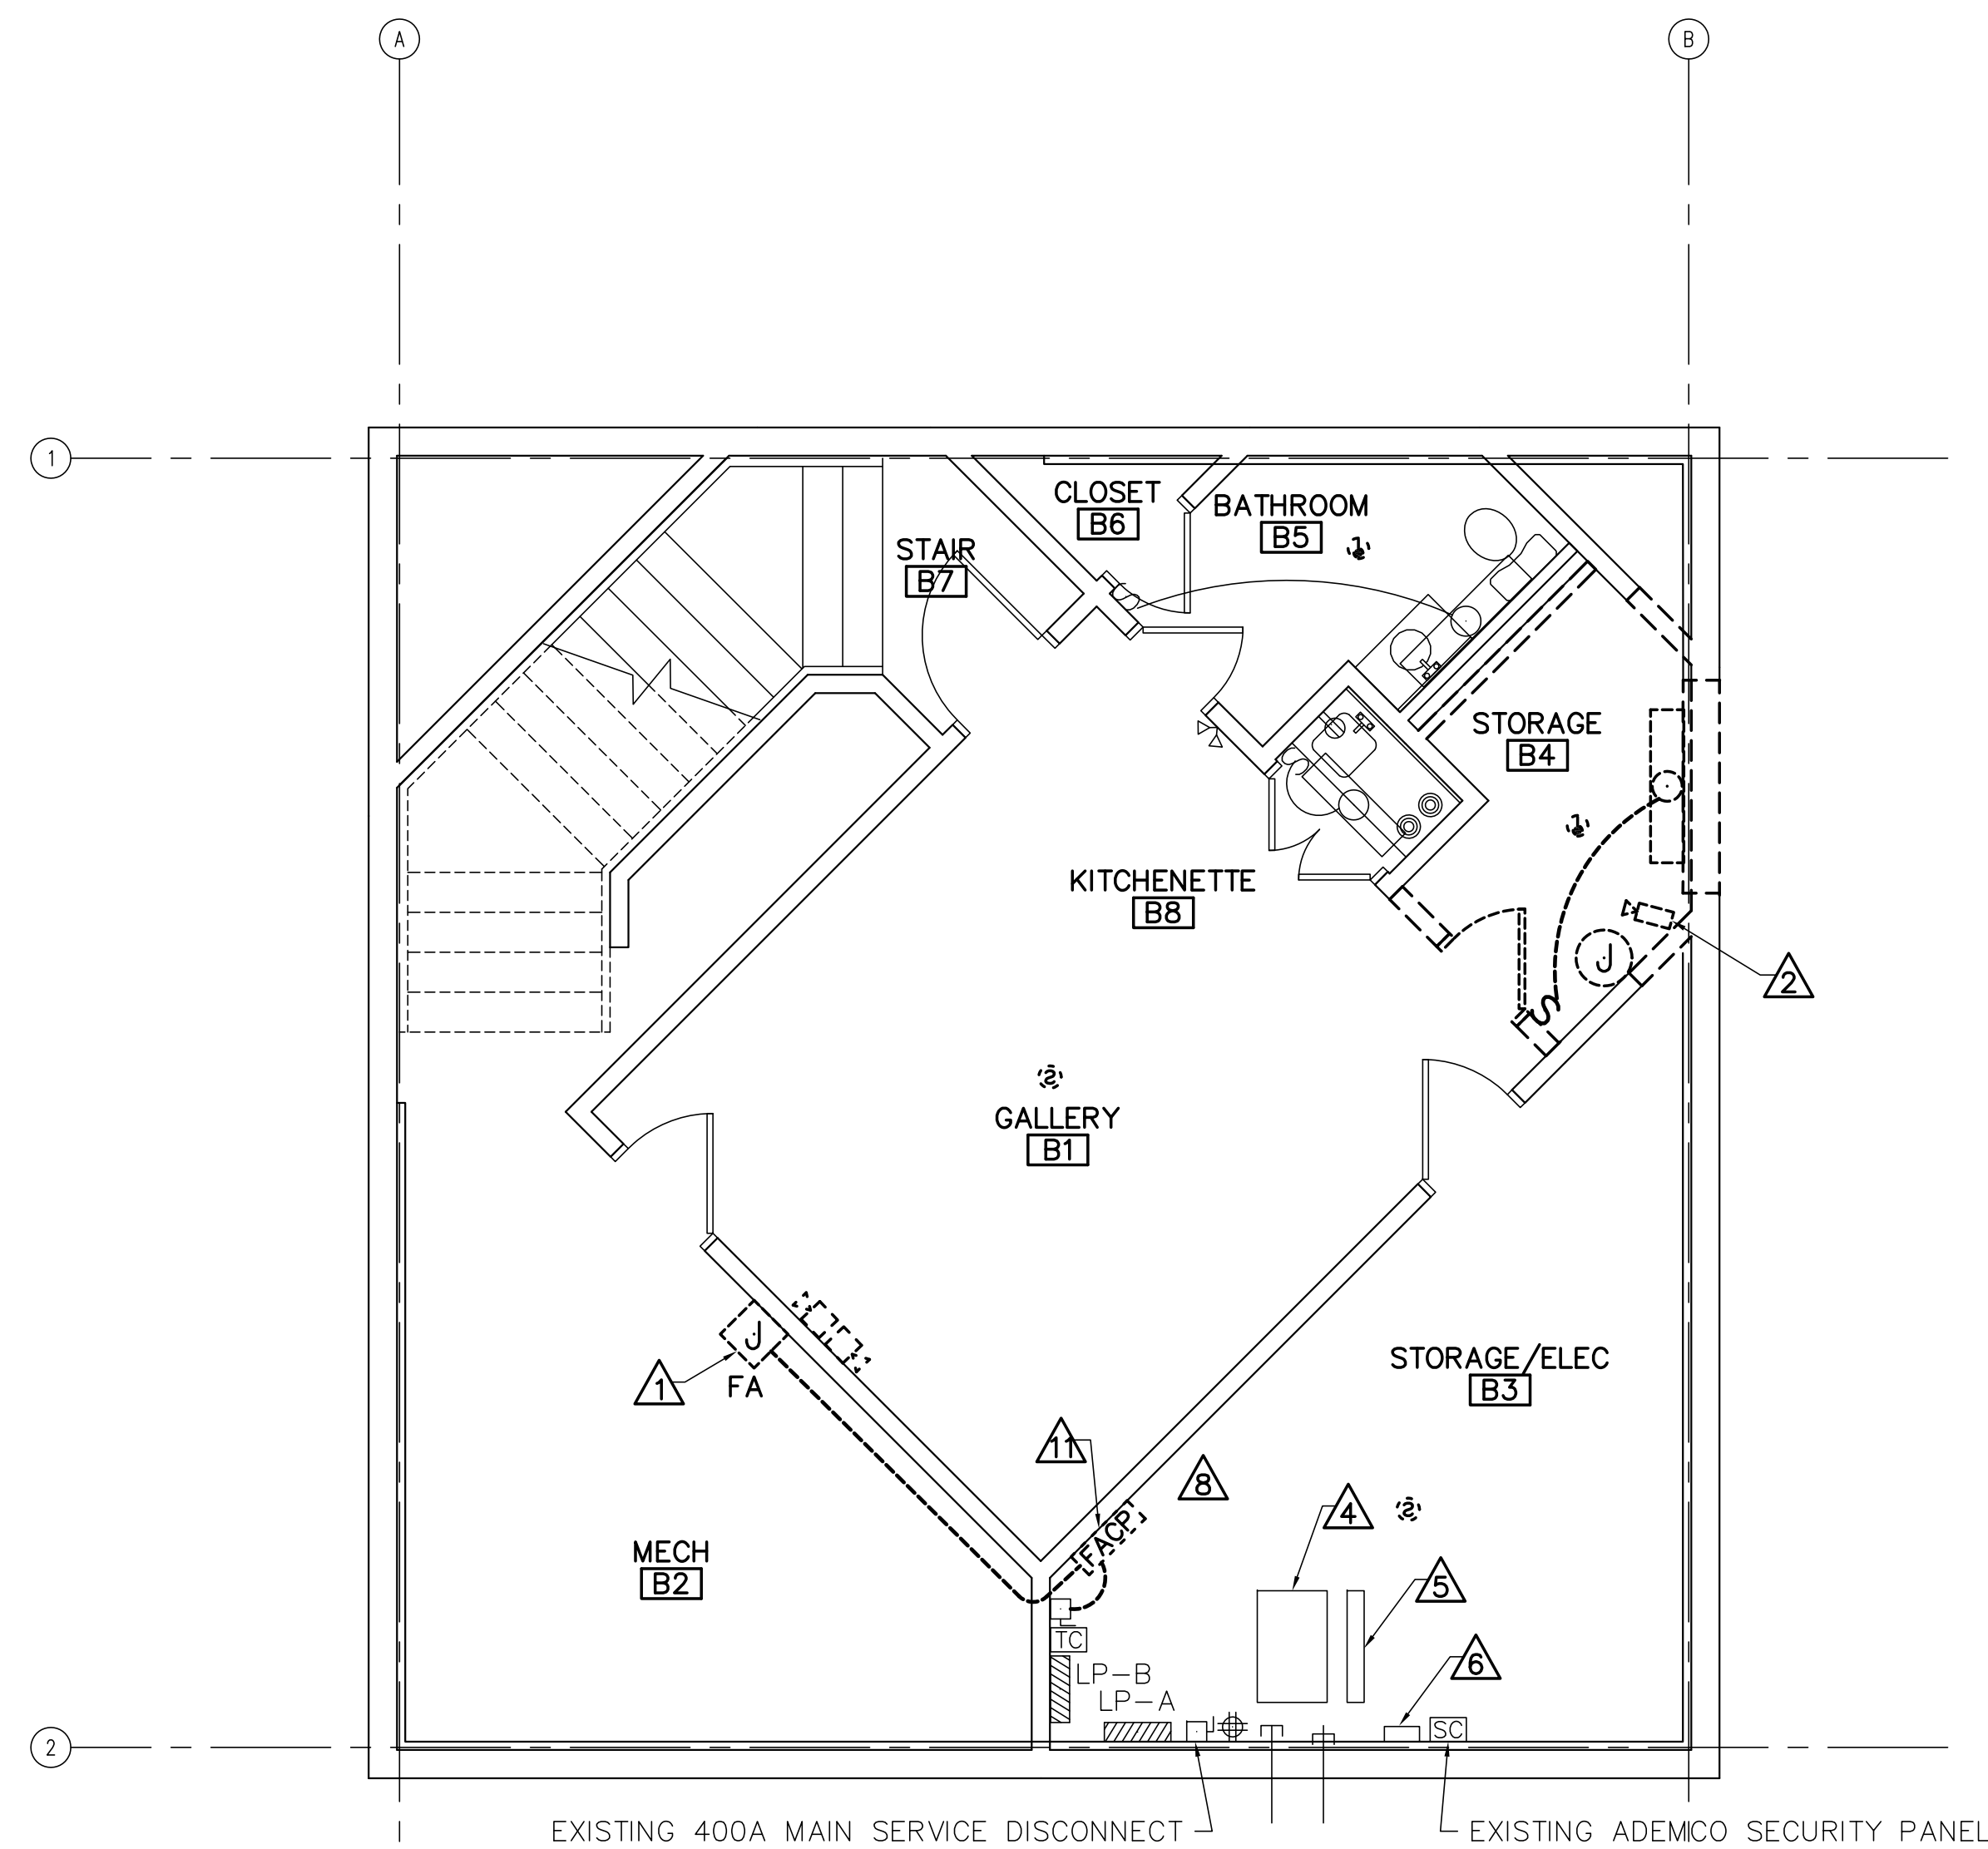 A
B
1
CLOSET
B6
BATHROOM
B5
STAIR
B7
STORAGE
B4
KITCHENETTE
B8
J
2
S
GALLERY
B1
STORAGE/ELEC
B3
J
1
FA
11
8
4
5
6
FACP
MECH
B2
TC
LP-B
LP-A
SC
2
EXISTING 400A MAIN SERVICE DISCONNECT
EXISTING ADEMCO SECURITY PANEL